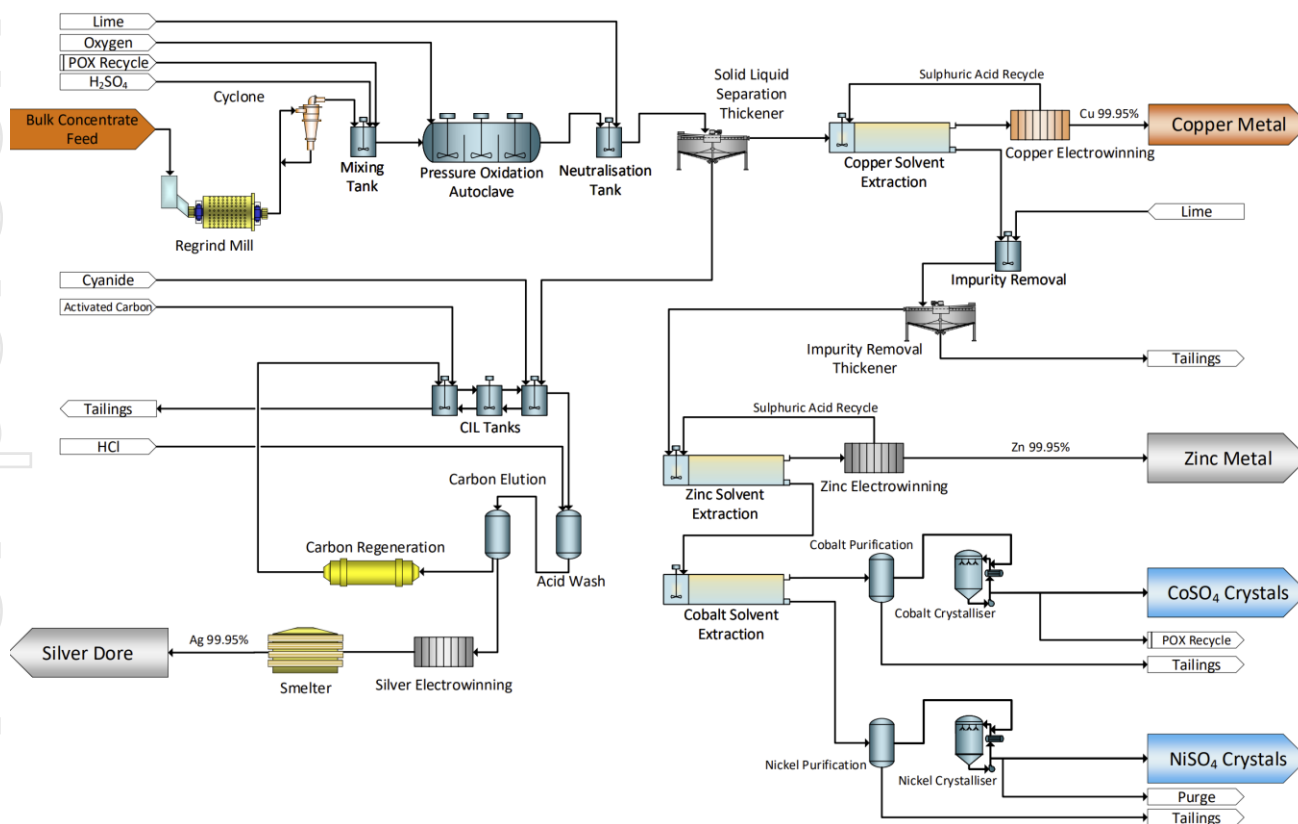 Lime
Oxygen
POX Recycle
H₂SO₄
Cyclone
Bulk Concentrate
Feed
Regrind Mill
Mixing
Tank
Pressure Oxidation
Autoclave
Neutralisation
Tank
Solid Liquid
Separation
Thickener
Sulphuric Acid Recycle
Copper Solvent
Extraction
Copper Electrowinning
Cu 99.95%
Copper Metal
Lime
Impurity Removal
Impurity Removal
Thickener
Tailings
Cyanide
Activated Carbon
Tailings
CIL Tanks
HCl
Carbon Elution
Acid Wash
Carbon Regeneration
Silver Dore
Ag 99.95%
Smelter
Silver Electrowinning
Sulphuric Acid Recycle
Zinc Solvent
Extraction
Zinc Electrowinning
Zn 99.95%
Zinc Metal
Cobalt Solvent
Extraction
Cobalt Purification
Cobalt Crystalliser
CoSO₄ Crystals
POX Recycle
Tailings
Nickel Purification
Nickel Crystalliser
NiSO₄ Crystals
Purge
Tailings